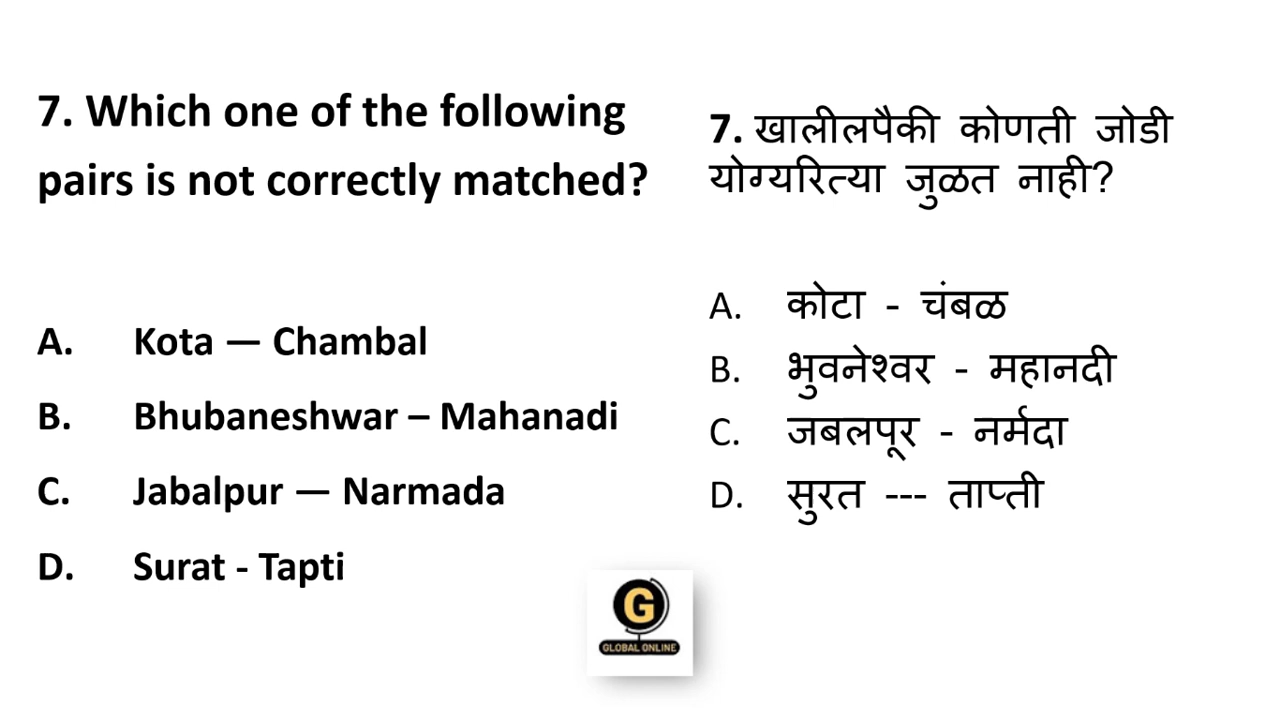 7. Which one of the following
pairs is not correctly matched?
A. Kota — Chambal
B. Bhubaneshwar – Mahanadi
C. Jabalpur — Narmada
D. Surat - Tapti
7. खालीलपैकी कोणती जोडी
योग्यरित्या जुळत नाही?
A. कोटा - चंबळ
B. भुवनेश्वर - महानदी
C. जबलपूर - नर्मदा
D. सुरत --- ताप्ती
G
GLOBAL ONLINE